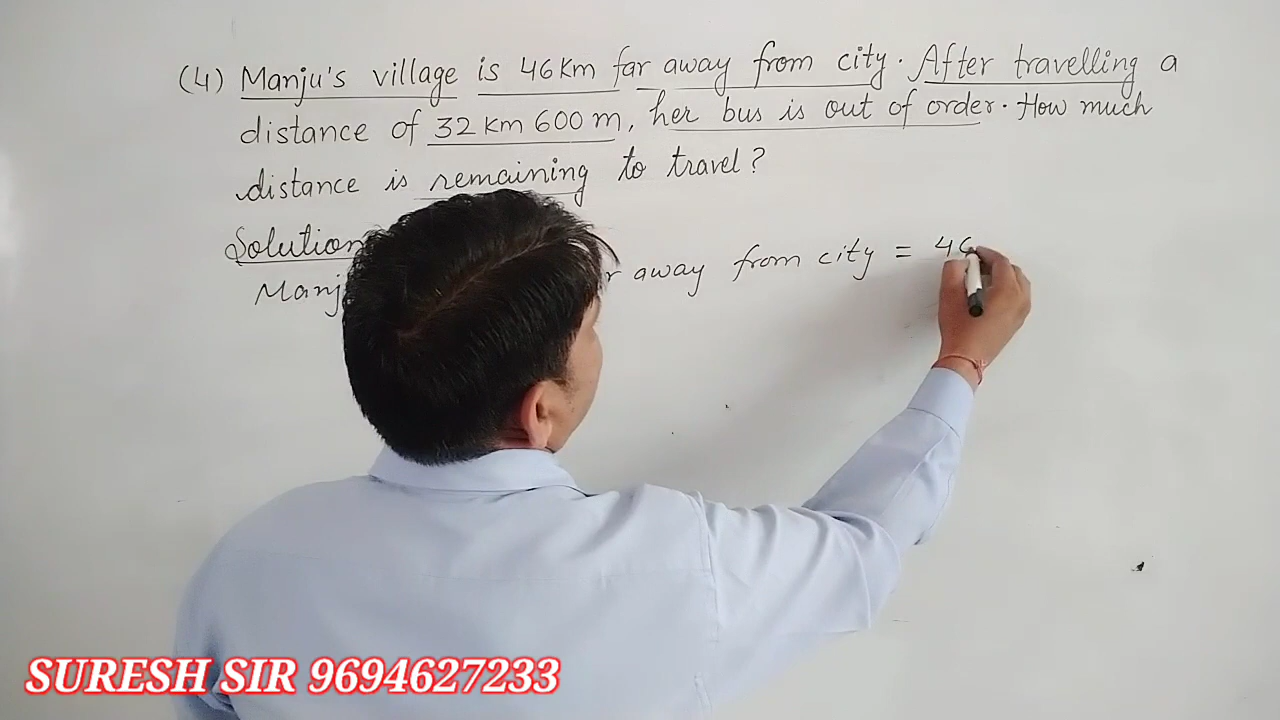 (4) Manju's village is 46 Km far away from city. After travelling a
distance of 32 Km 600 m, her bus is out of order. How much
distance is remaining to travel?
Solution
Manj away from city = 46
SURESH SIR 9694627233